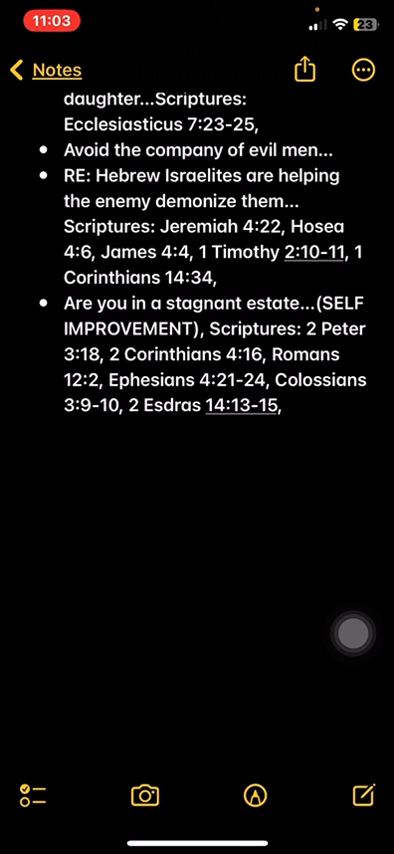 11:03
23
Notes
daughter...Scriptures:
Ecclesiasticus 7:23-25,
• Avoid the company of evil men...
• RE: Hebrew Israelites are helping
the enemy demonize them...
Scriptures: Jeremiah 4:22, Hosea
4:6, James 4:4, 1 Timothy 2:10-11, 1
Corinthians 14:34,
• Are you in a stagnant estate...(SELF
IMPROVEMENT), Scriptures: 2 Peter
3:18, 2 Corinthians 4:16, Romans
12:2, Ephesians 4:21-24, Colossians
3:9-10, 2 Esdras 14:13-15,